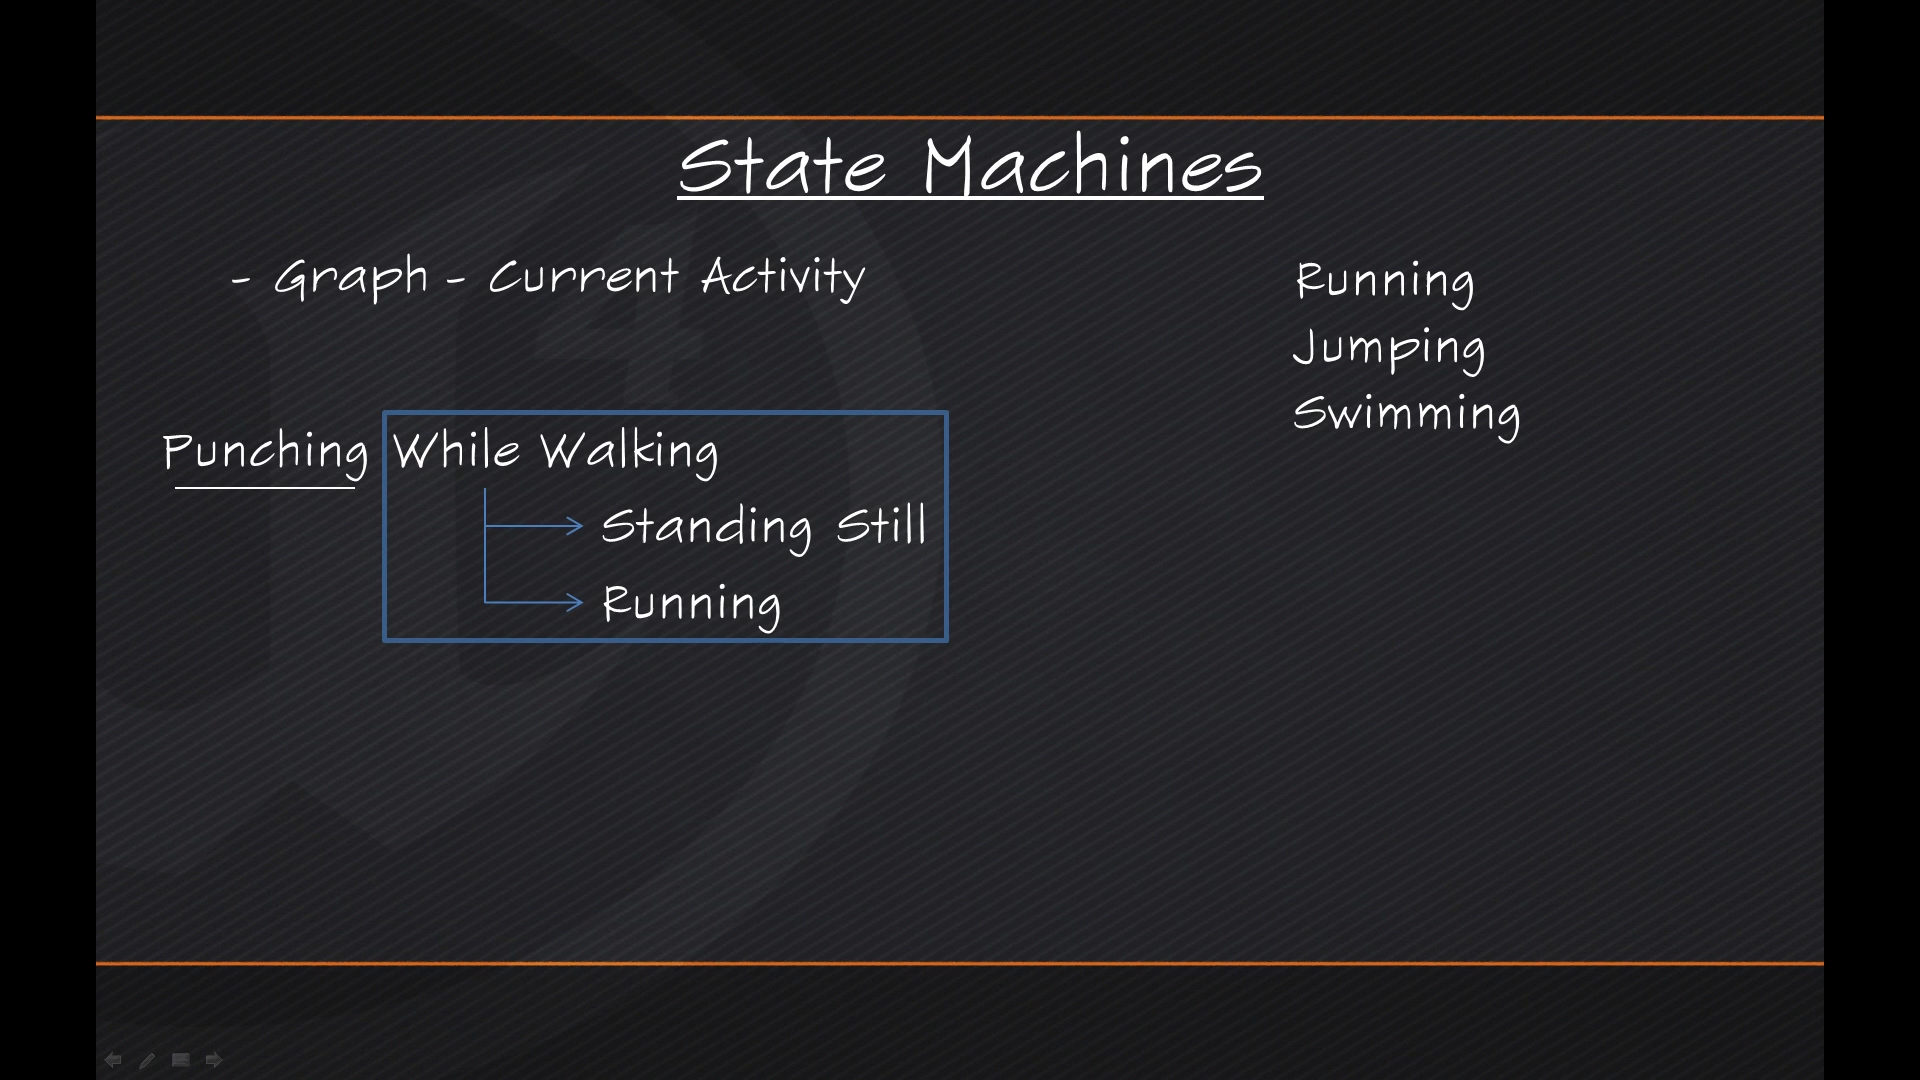 State Machines
- Graph - Current Activity
Punching While Walking
Standing Still
Running
Running
Jumping
Swimming